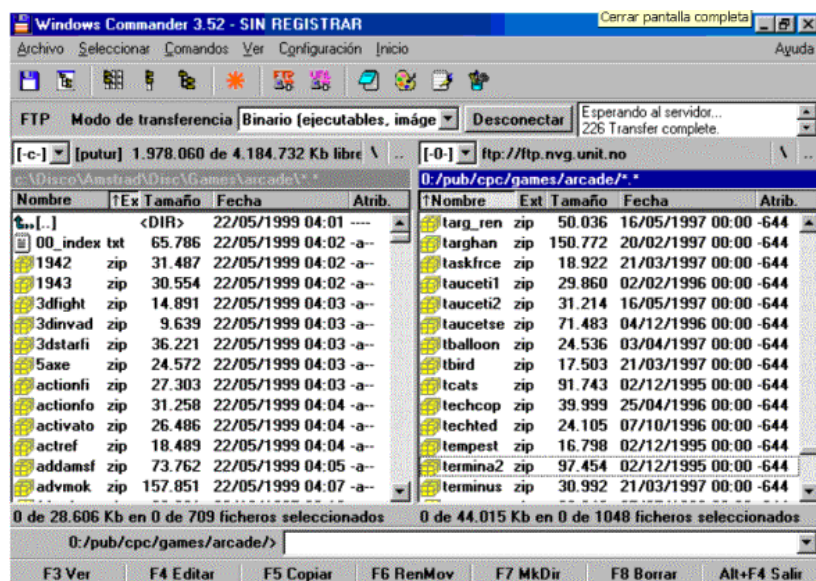 Windows Commander 3.52 - SIN REGISTRAR
Cerrar pantalla completa
Archivo Seleccionar Comandos Ver Configuración Inicio Ayuda
FTP Modo de transferencia Binario (ejecutables, imáge Desconectar
Esperando al servidor...
226 Transfer complete.
[-c-] [putur] 1.978.060 de 4.184.732 Kb libre \ ..
c:\Disco\Amstrad\Disc\Games\arcade\*.*
Nombre ↑Ex Tamaño Fecha Atrib.
[..] <DIR> 22/05/1999 04:01 ----
00_index txt 65.786 22/05/1999 04:02 -a--
1942 zip 31.487 22/05/1999 04:02 -a--
1943 zip 30.554 22/05/1999 04:02 -a--
3dfight zip 14.891 22/05/1999 04:03 -a--
3dinvad zip 9.639 22/05/1999 04:03 -a--
3dstarfi zip 36.221 22/05/1999 04:03 -a--
5axe zip 24.572 22/05/1999 04:03 -a--
actionfi zip 27.303 22/05/1999 04:03 -a--
actionfo zip 31.258 22/05/1999 04:04 -a--
activato zip 26.486 22/05/1999 04:04 -a--
actref zip 18.489 22/05/1999 04:04 -a--
addamsf zip 73.762 22/05/1999 04:05 -a--
advmok zip 157.851 22/05/1999 04:07 -a--
0 de 28.606 Kb en 0 de 709 ficheros seleccionados
[-0-] ftp://ftp.nvg.unit.no \ ..
0:/pub/cpc/games/arcade/*.*
↑Nombre Ext Tamaño Fecha Atrib.
targ_ren zip 50.036 16/05/1997 00:00 -644
targhan zip 150.772 20/02/1997 00:00 -644
taskfrce zip 18.922 21/03/1997 00:00 -644
tauceti1 zip 29.860 02/02/1996 00:00 -644
tauceti2 zip 31.214 16/05/1997 00:00 -644
taucetse zip 71.483 04/12/1996 00:00 -644
tballoon zip 24.536 03/04/1997 00:00 -644
tbird zip 17.503 21/03/1997 00:00 -644
tcats zip 91.743 02/12/1995 00:00 -644
techcop zip 39.999 25/04/1996 00:00 -644
techted zip 24.105 07/10/1996 00:00 -644
tempest zip 16.798 02/12/1995 00:00 -644
termina2 zip 97.454 02/12/1995 00:00 -644
terminus zip 30.992 21/03/1997 00:00 -644
0 de 44.015 Kb en 0 de 1048 ficheros seleccionados
0:/pub/cpc/games/arcade/>
F3 Ver F4 Editar F5 Copiar F6 RenMov F7 MkDir F8 Borrar Alt+F4 Salir